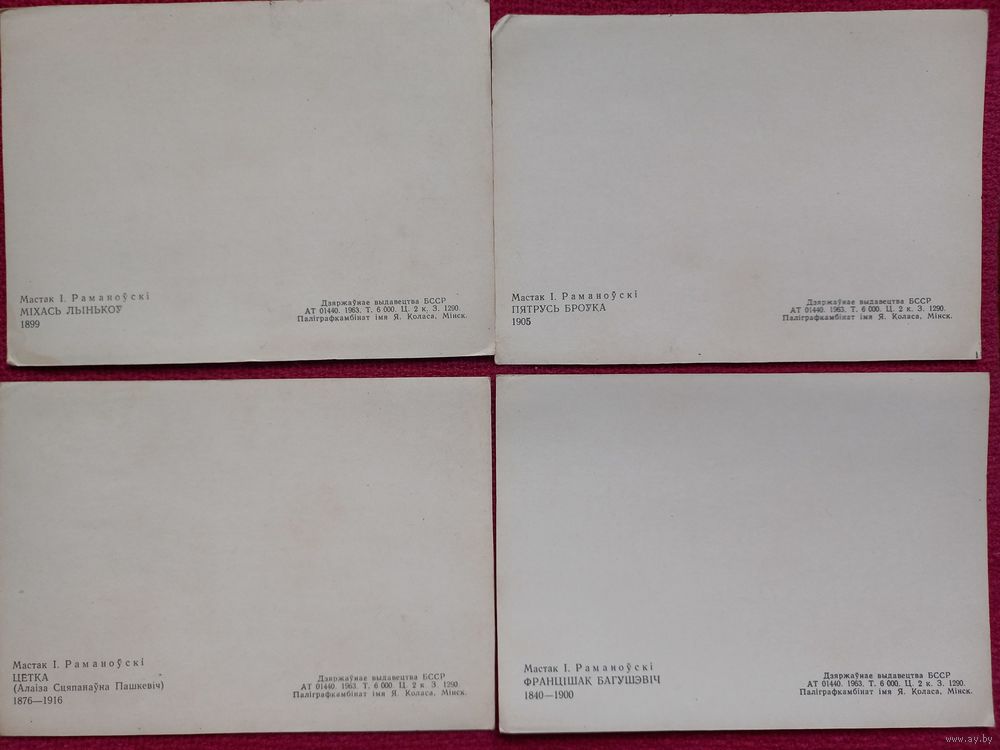 Мастак І. Раманоўскі
МІХАСЬ ЛЫНЬКОЎ
1899
Дзяржаўнае выдавецтва БССР
АТ 01440. 1963. Т. 6 000. Ц. 2 к. З. 1290.
Паліграфкамбінат імя Я. Коласа, Мінск.
Мастак І. Раманоўскі
ПЯТРУСЬ БРОЎКА
1905
Дзяржаўнае выдавецтва БССР
АТ 01440. 1963. Т. 6 000. Ц. 2 к. З. 1290.
Паліграфкамбінат імя Я. Коласа, Мінск.
Мастак І. Раманоўскі
ЦЕТКА
(Алаіза Сцяпанаўна Пашкевіч)
1876—1916
Дзяржаўнае выдавецтва БССР
АТ 01440. 1963. Т. 6 000. Ц. 2 к. З. 1290.
Паліграфкамбінат імя Я. Коласа, Мінск.
Мастак І. Раманоўскі
ФРАНЦІШАК БАГУШЭВІЧ
1840—1900
Дзяржаўнае выдавецтва БССР
АТ 01440. 1963. Т. 6 000. Ц. 2 к. З. 1290.
Паліграфкамбінат імя Я. Коласа, Мінск.
www.ay.by